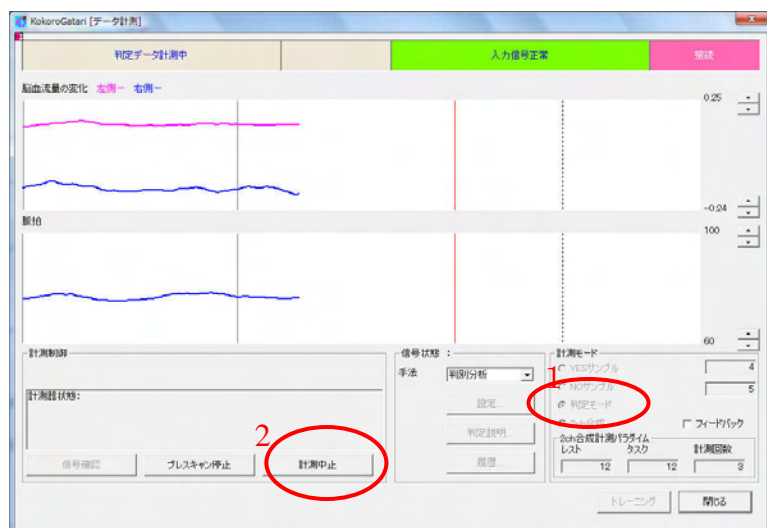 KokoroGatari [データ計測]
判定データ計測中 入力信号正常 接続
脳血流量の変化 左側ー 右側ー
0.25
-0.24
脈拍
100
60
計測制御
計測器状態:
2
信号確認 プレスキャン停止 計測中止
信号状態 :
手法 判別分析
設定...
判定説明
履歴...
計測モード
1
YESサンプル 4
NOサンプル 5
判定モード
2ch合成 フィードバック
2ch合成計測パラダイム
レスト タスク 計測回数
12 12 3
トレーニング 閉じる